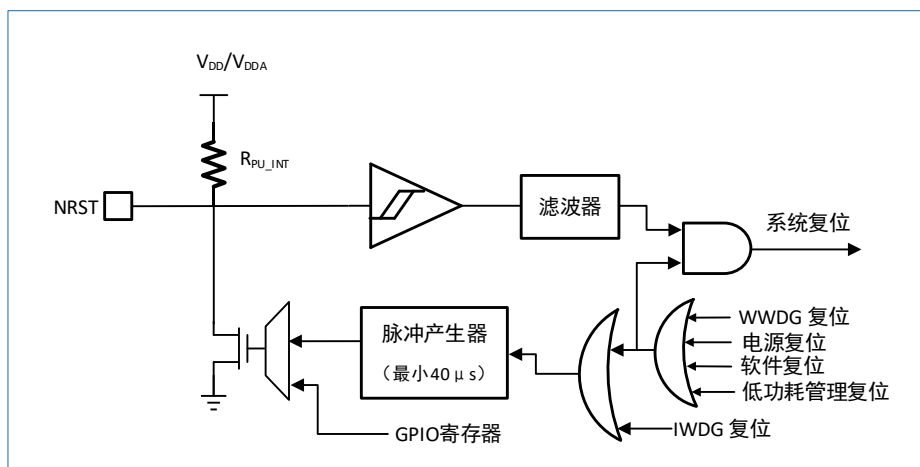 VDD/VDDA
RPU_INT
NRST
滤波器
系统复位
脉冲产生器
（最小40μs）
WWDG 复位
电源复位
软件复位
低功耗管理复位
GPIO寄存器
IWDG 复位